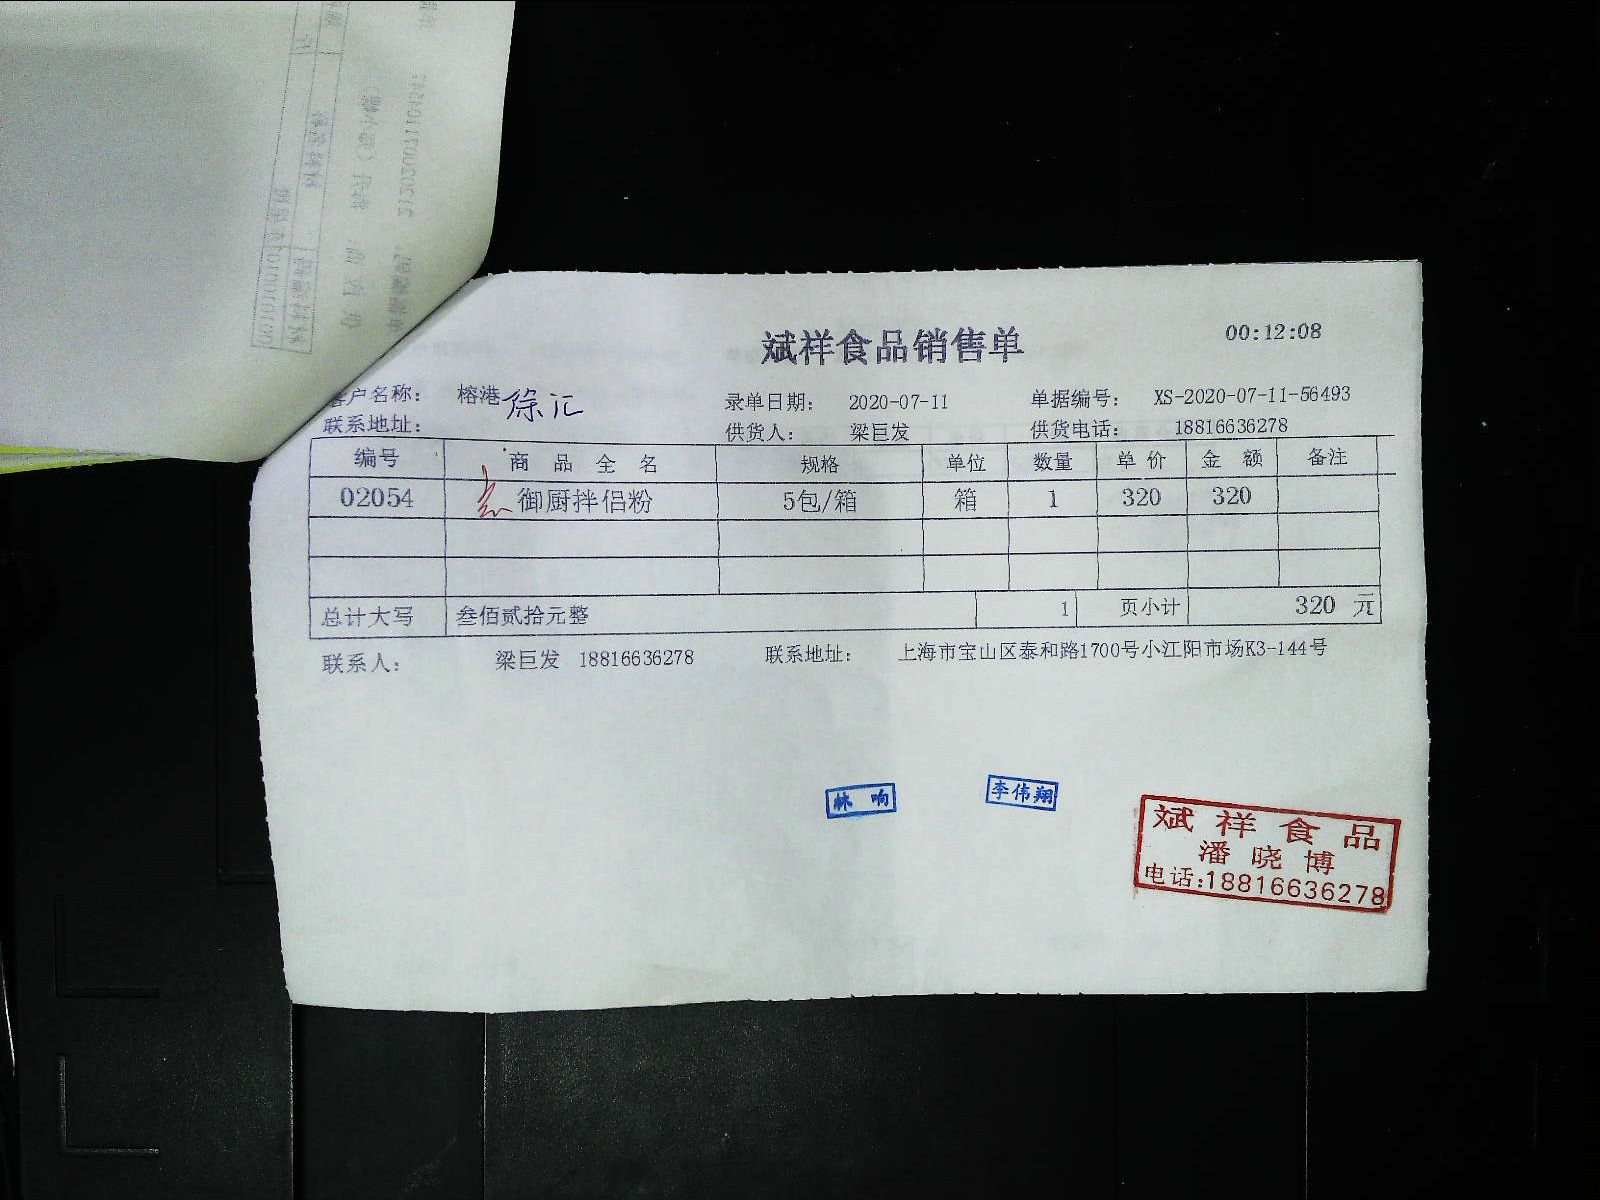 斌祥食品销售单
00:12:08
客户名称： 榕港 徐汇 录单日期： 2020-07-11 单据编号： XS-2020-07-11-56493
联系地址： 供货人： 梁巨发 供货电话： 18816636278
编号 商品全名 规格 单位 数量 单价 金额 备注
02054 御厨拌侣粉 5包/箱 箱 1 320 320
总计大写 叁佰贰拾元整 1 页小计 320 元
联系人： 梁巨发 18816636278 联系地址： 上海市宝山区泰和路1700号小江阳市场K3-144号
林响
李伟翔
斌祥食品
潘晓博
电话:18816636278